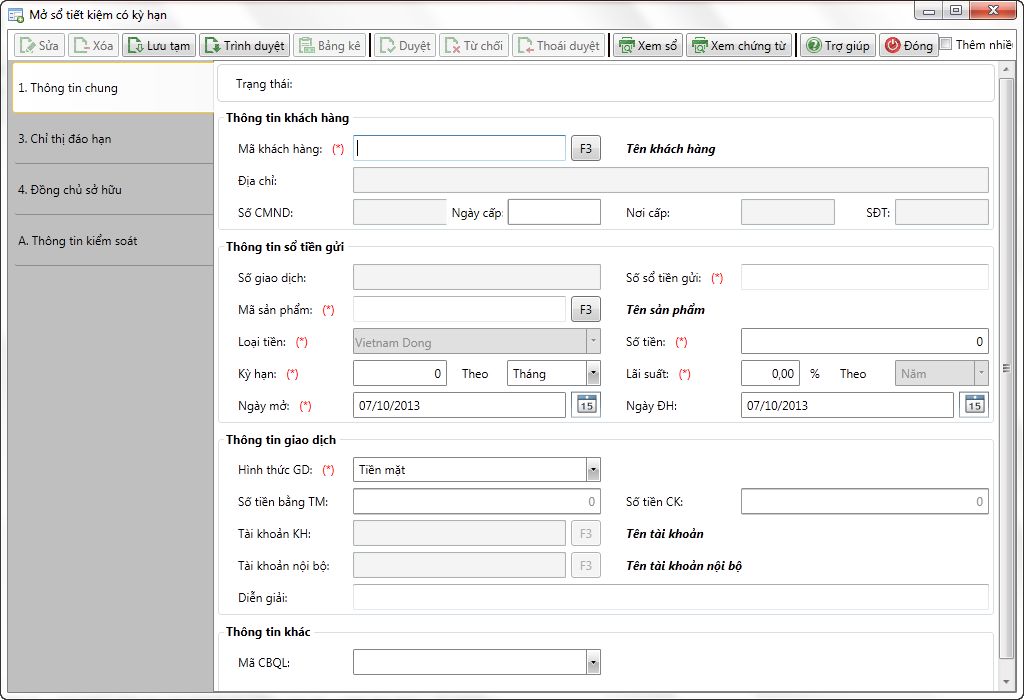 Mở sổ tiết kiệm có kỳ hạn
Sửa Xóa Lưu tạm Trình duyệt Bảng kê Duyệt Từ chối Thoái duyệt Xem sổ Xem chứng từ Trợ giúp Đóng Thêm nhiề
1. Thông tin chung
3. Chỉ thị đáo hạn
4. Đồng chủ sở hữu
A. Thông tin kiểm soát
Trạng thái:
Thông tin khách hàng
Mã khách hàng: (*) F3 Tên khách hàng
Địa chỉ:
Số CMND: Ngày cấp: Nơi cấp: SĐT:
Thông tin sổ tiền gửi
Số giao dịch: Số sổ tiền gửi: (*)
Mã sản phẩm: (*) F3 Tên sản phẩm
Loại tiền: (*) Vietnam Dong Số tiền: (*) 0
Kỳ hạn: (*) 0 Theo Tháng Lãi suất: (*) 0,00 % Theo Năm
Ngày mở: (*) 07/10/2013 15 Ngày ĐH: 07/10/2013 15
Thông tin giao dịch
Hình thức GD: (*) Tiền mặt
Số tiền bằng TM: 0 Số tiền CK: 0
Tài khoản KH: F3 Tên tài khoản
Tài khoản nội bộ: F3 Tên tài khoản nội bộ
Diễn giải:
Thông tin khác
Mã CBQL: